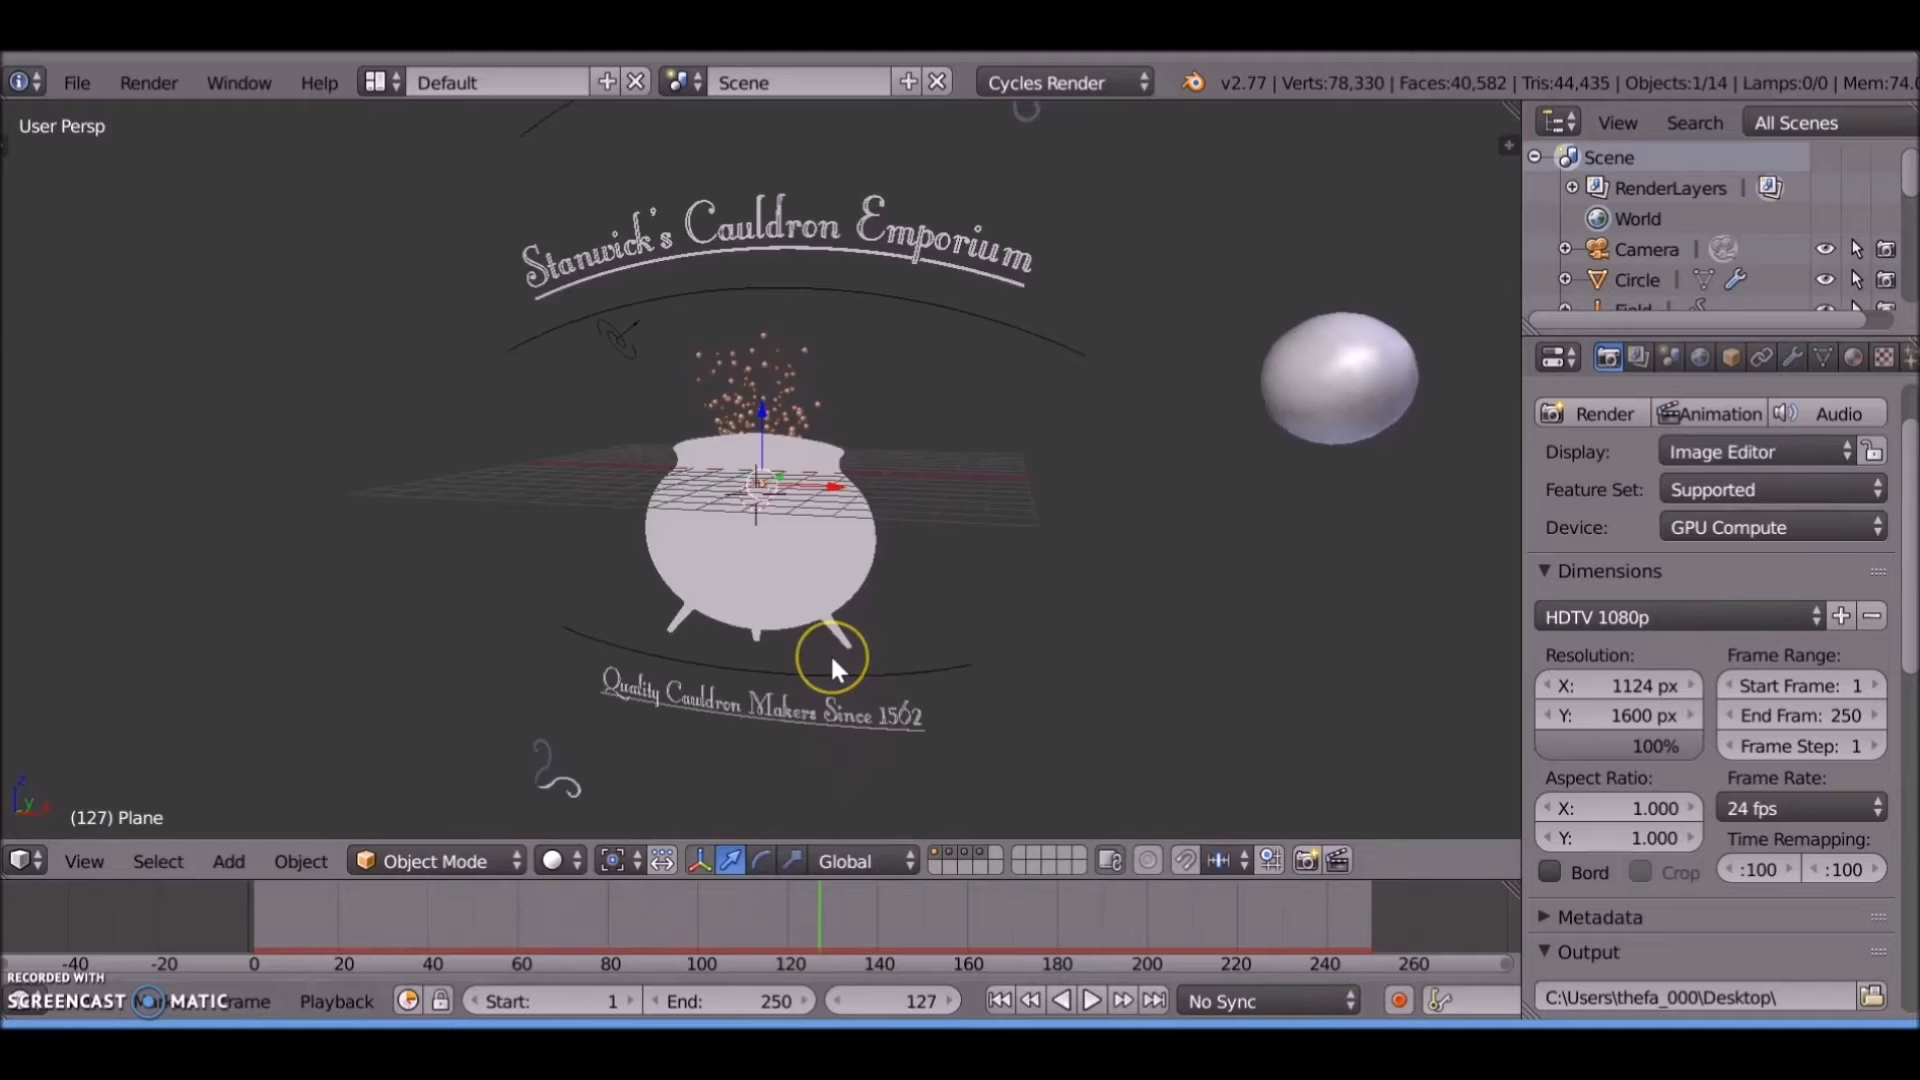 File Render Window Help Default Scene Cycles Render v2.77 | Verts:78,330 | Faces:40,582 | Tris:44,435 | Objects:1/14 | Lamps:0/0 | Mem:74.
User Persp
View Search All Scenes
Scene
RenderLayers
World
Camera
Circle
Stanwick's Cauldron Emporium
Quality Cauldron Makers Since 1562
(127) Plane
Render Animation Audio
Display: Image Editor
Feature Set: Supported
Device: GPU Compute
Dimensions
HDTV 1080p
Resolution: Frame Range:
X: 1124 px Start Frame: 1
Y: 1600 px End Fram: 250
100% Frame Step: 1
Aspect Ratio: Frame Rate:
X: 1.000 24 fps
Y: 1.000 Time Remapping:
Bord Crop :100 :100
Metadata
Output
C:\Users\thefa_000\Desktop\
View Select Add Object Object Mode Global
-40 -20 0 20 40 60 80 100 120 140 160 180 200 220 240 260
RECORDED WITH
SCREENCAST MATIC
Frame Playback Start: 1 End: 250 127 No Sync